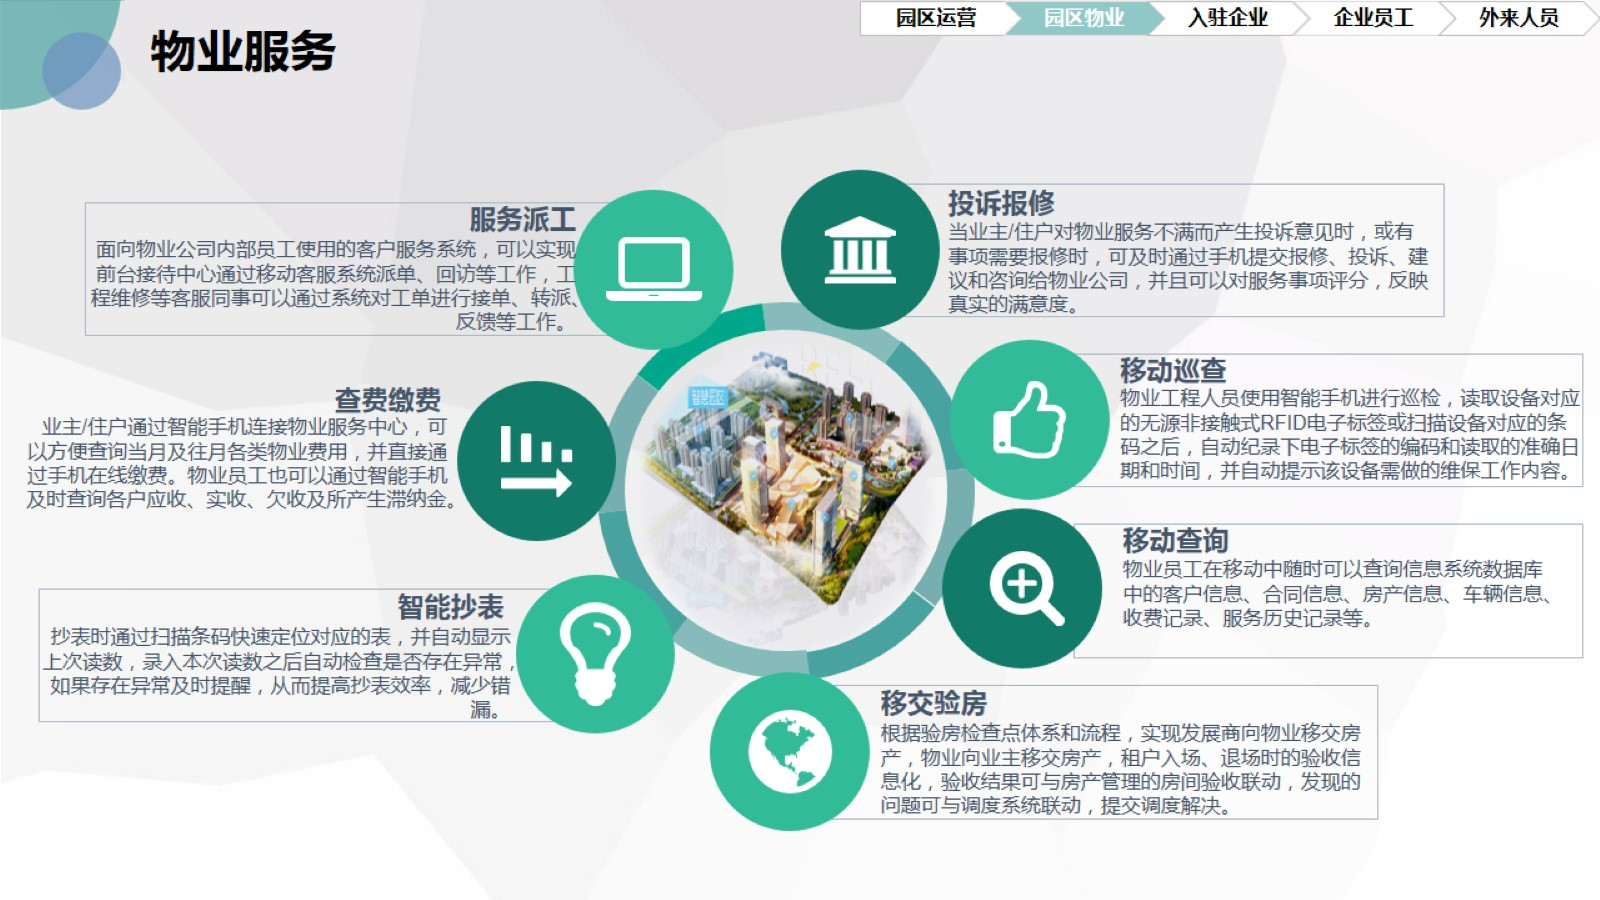 物业服务
园区运营
园区物业
入驻企业
企业员工
外来人员
服务派工
面向物业公司内部员工使用的客户服务系统，可以实现
前台接待中心通过移动客服系统派单、回访等工作，工
程维修等客服同事可以通过系统对工单进行接单、转派、
反馈等工作。
投诉报修
当业主/住户对物业服务不满而产生投诉意见时，或有
事项需要报修时，可及时通过手机提交报修、投诉、建
议和咨询给物业公司，并且可以对服务事项评分，反映
真实的满意度。
查费缴费
业主/住户通过智能手机连接物业服务中心，可
以方便查询当月及往月各类物业费用，并直接通
过手机在线缴费。物业员工也可以通过智能手机
及时查询各户应收、实收、欠收及所产生滞纳金。
移动巡查
物业工程人员使用智能手机进行巡检，读取设备对应
的无源非接触式RFID电子标签或扫描设备对应的条
码之后，自动纪录下电子标签的编码和读取的准确日
期和时间，并自动提示该设备需做的维保工作内容。
智慧园区
移动查询
物业员工在移动中随时可以查询信息系统数据库
中的客户信息、合同信息、房产信息、车辆信息、
收费记录、服务历史记录等。
智能抄表
抄表时通过扫描条码快速定位对应的表，并自动显示
上次读数，录入本次读数之后自动检查是否存在异常，
如果存在异常及时提醒，从而提高抄表效率，减少错
漏。
移交验房
根据验房检查点体系和流程，实现发展商向物业移交房
产，物业向业主移交房产，租户入场、退场时的验收信
息化，验收结果可与房产管理的房间验收联动，发现的
问题可与调度系统联动，提交调度解决。